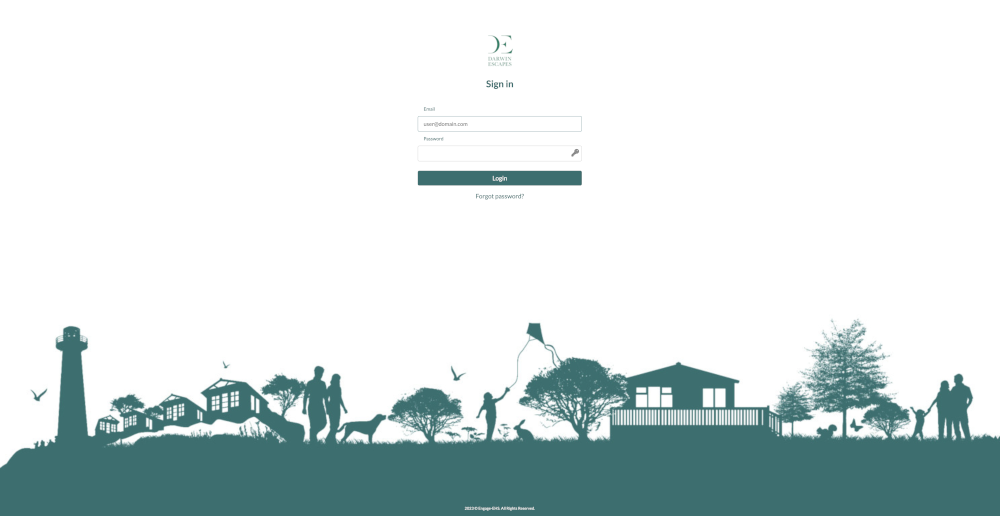 DE
DARWIN
ESCAPES
Sign in
Email
user@domain.com
Password
Login
Forgot password?
2023 © Engage EHS. All Rights Reserved.